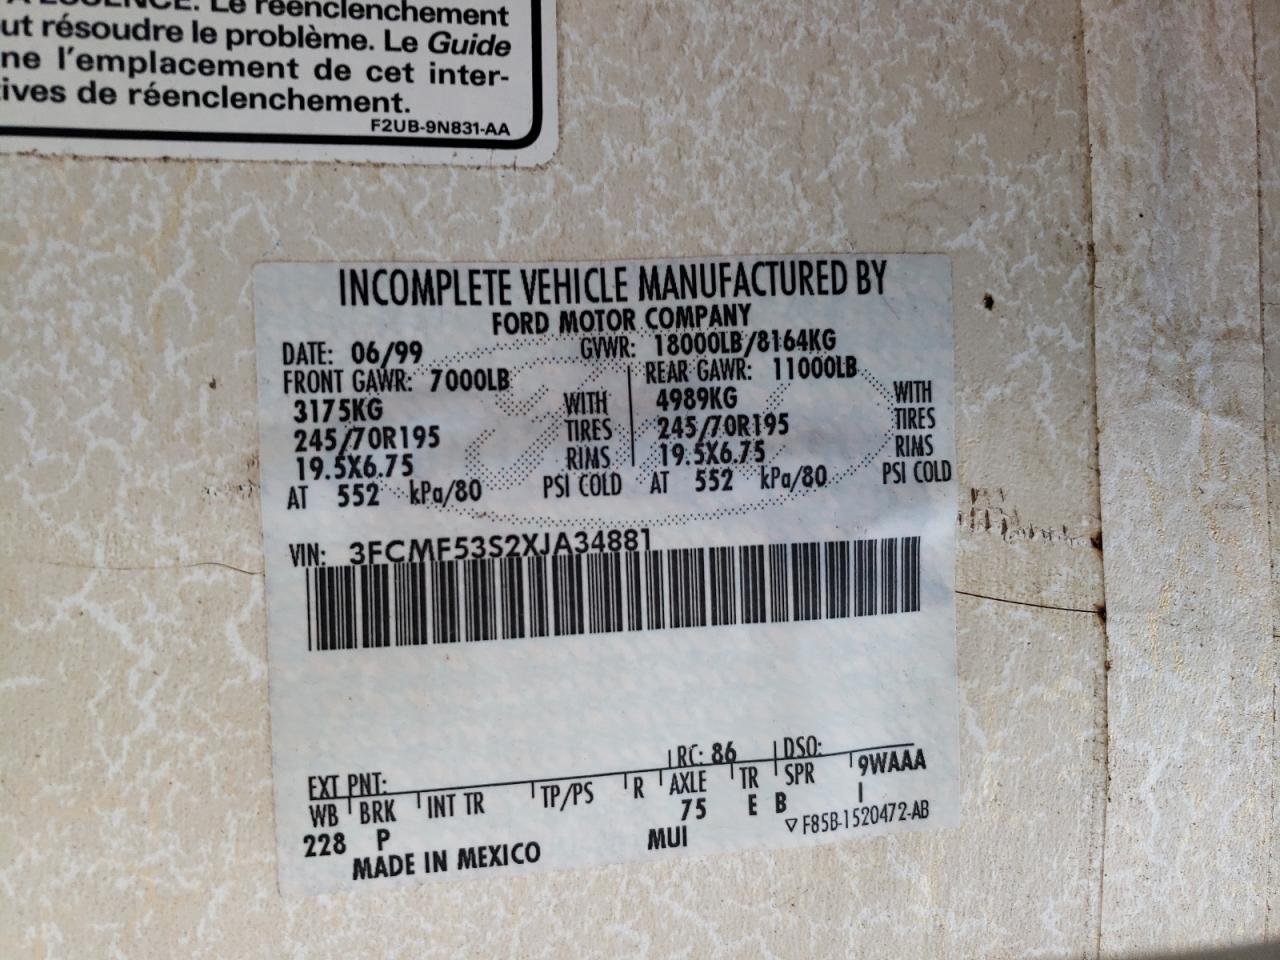 Le réenclenchement
ut résoudre le problème. Le Guide
ne l'emplacement de cet inter-
ives de réenclenchement.
F2UB-9N831-AA
INCOMPLETE VEHICLE MANUFACTURED BY
FORD MOTOR COMPANY
DATE: 06/99 GVWR: 18000LB/8164KG
FRONT GAWR: 7000LB REAR GAWR: 11000LB
3175KG WITH 4989KG WITH
245/70R195 TIRES 245/70R195 TIRES
19.5X6.75 RIMS 19.5X6.75 RIMS
AT 552 kPa/80 PSI COLD AT 552 kPa/80 PSI COLD
VIN: 3FCMF53S2XJA34881
EXT PNT: RC: 86 DSO:
WB BRK INT TR TP/PS R AXLE TR SPR 9WAAA
228 P 75 E B I
MADE IN MEXICO MUI ▽ F85B-1520472-AB